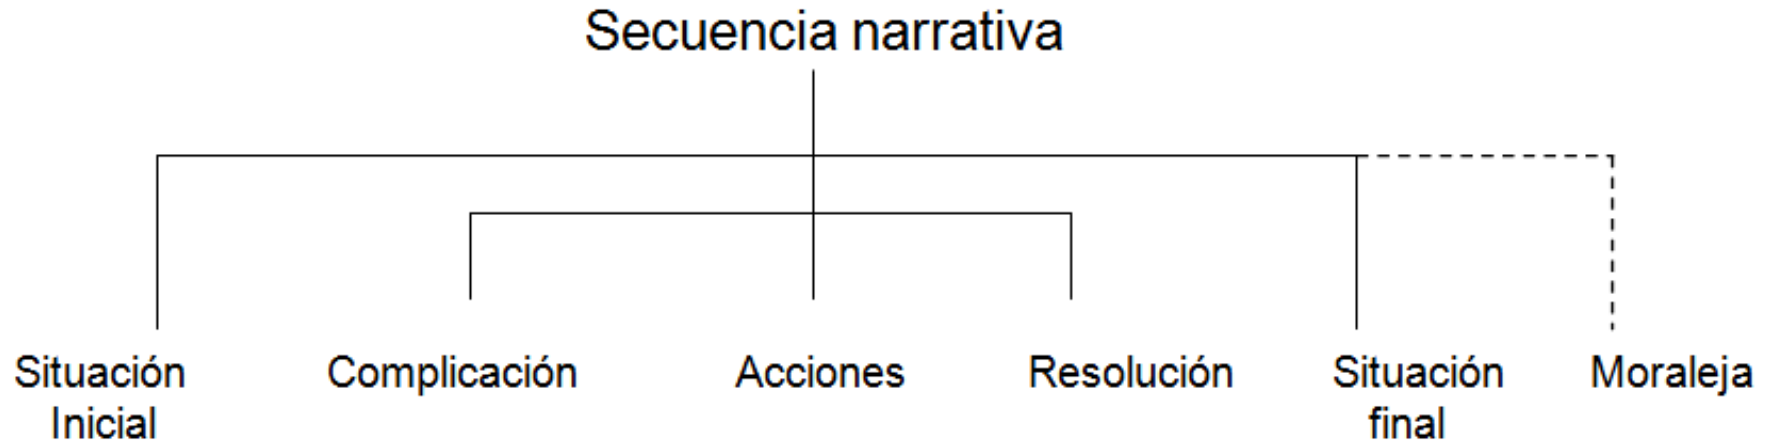 Secuencia narrativa
Situación Inicial
Complicación
Acciones
Resolución
Situación final
Moraleja